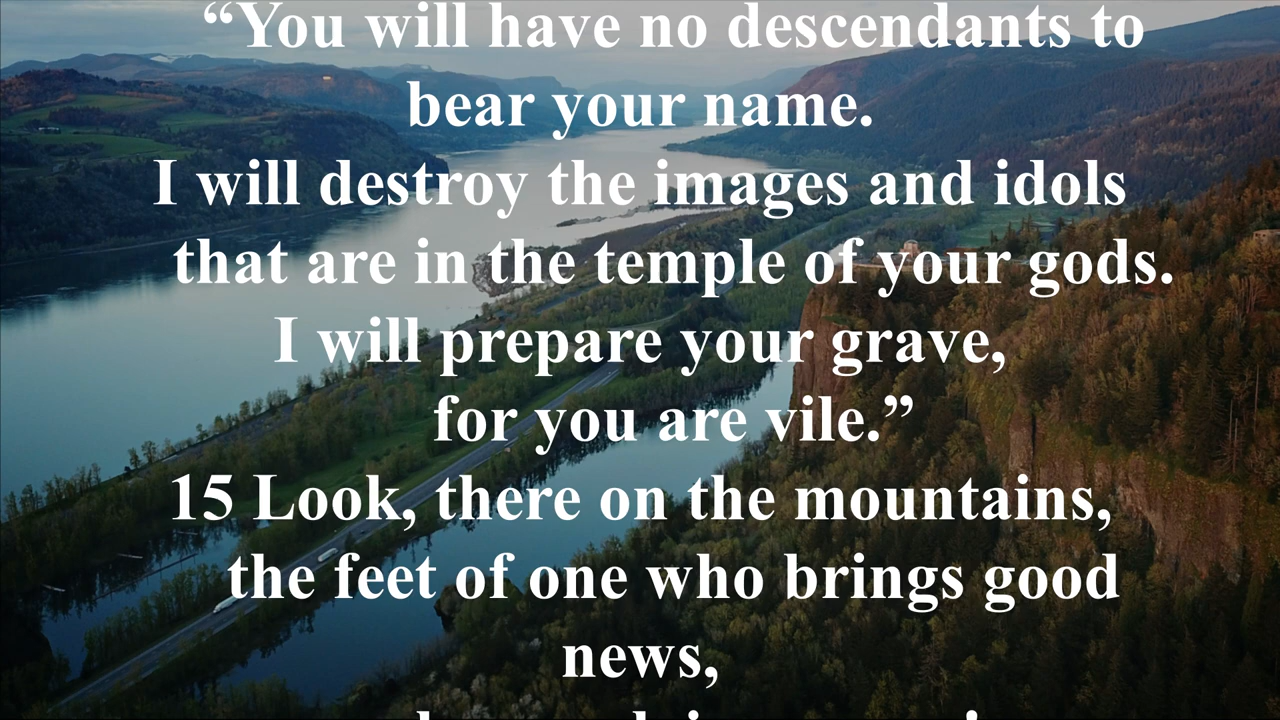 “You will have no descendants to
bear your name.
I will destroy the images and idols
that are in the temple of your gods.
I will prepare your grave,
for you are vile.”
15 Look, there on the mountains,
the feet of one who brings good
news,